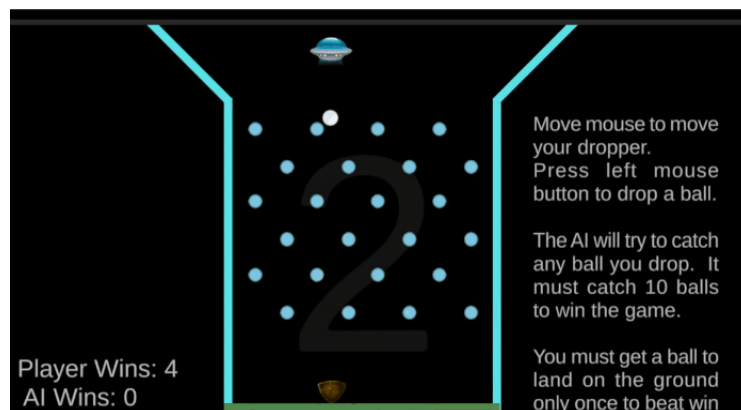 2
Move mouse to move
your dropper.
Press left mouse
button to drop a ball.
The AI will try to catch
any ball you drop. It
must catch 10 balls
to win the game.
You must get a ball to
land on the ground
only once to beat win
Player Wins: 4
AI Wins: 0